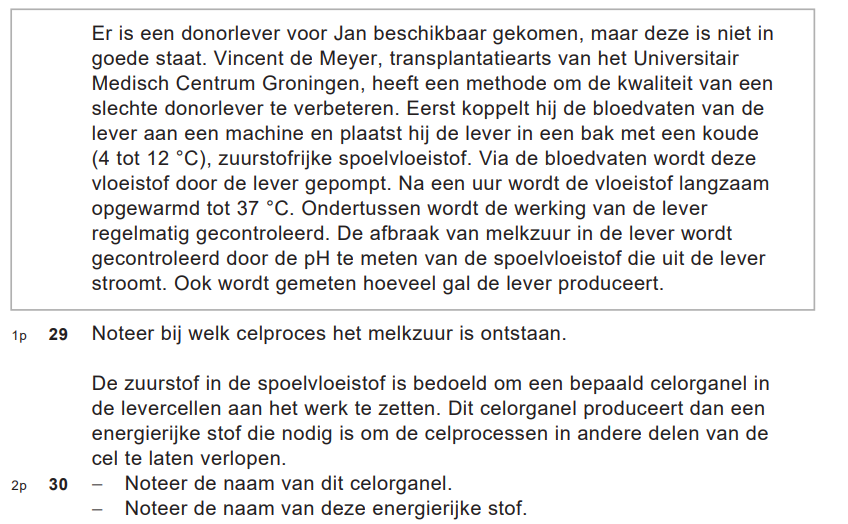 Er is een donorlever voor Jan beschikbaar gekomen, maar deze is niet in
goede staat. Vincent de Meyer, transplantatiearts van het Universitair
Medisch Centrum Groningen, heeft een methode om de kwaliteit van een
slechte donorlever te verbeteren. Eerst koppelt hij de bloedvaten van de
lever aan een machine en plaatst hij de lever in een bak met een koude
(4 tot 12 °C), zuurstofrijke spoelvloeistof. Via de bloedvaten wordt deze
vloeistof door de lever gepompt. Na een uur wordt de vloeistof langzaam
opgewarmd tot 37 °C. Ondertussen wordt de werking van de lever
regelmatig gecontroleerd. De afbraak van melkzuur in de lever wordt
gecontroleerd door de pH te meten van de spoelvloeistof die uit de lever
stroomt. Ook wordt gemeten hoeveel gal de lever produceert.
1p 29 Noteer bij welk celproces het melkzuur is ontstaan.
De zuurstof in de spoelvloeistof is bedoeld om een bepaald celorganel in
de levercellen aan het werk te zetten. Dit celorganel produceert dan een
energierijke stof die nodig is om de celprocessen in andere delen van de
cel te laten verlopen.
2p 30 – Noteer de naam van dit celorganel.
– Noteer de naam van deze energierijke stof.